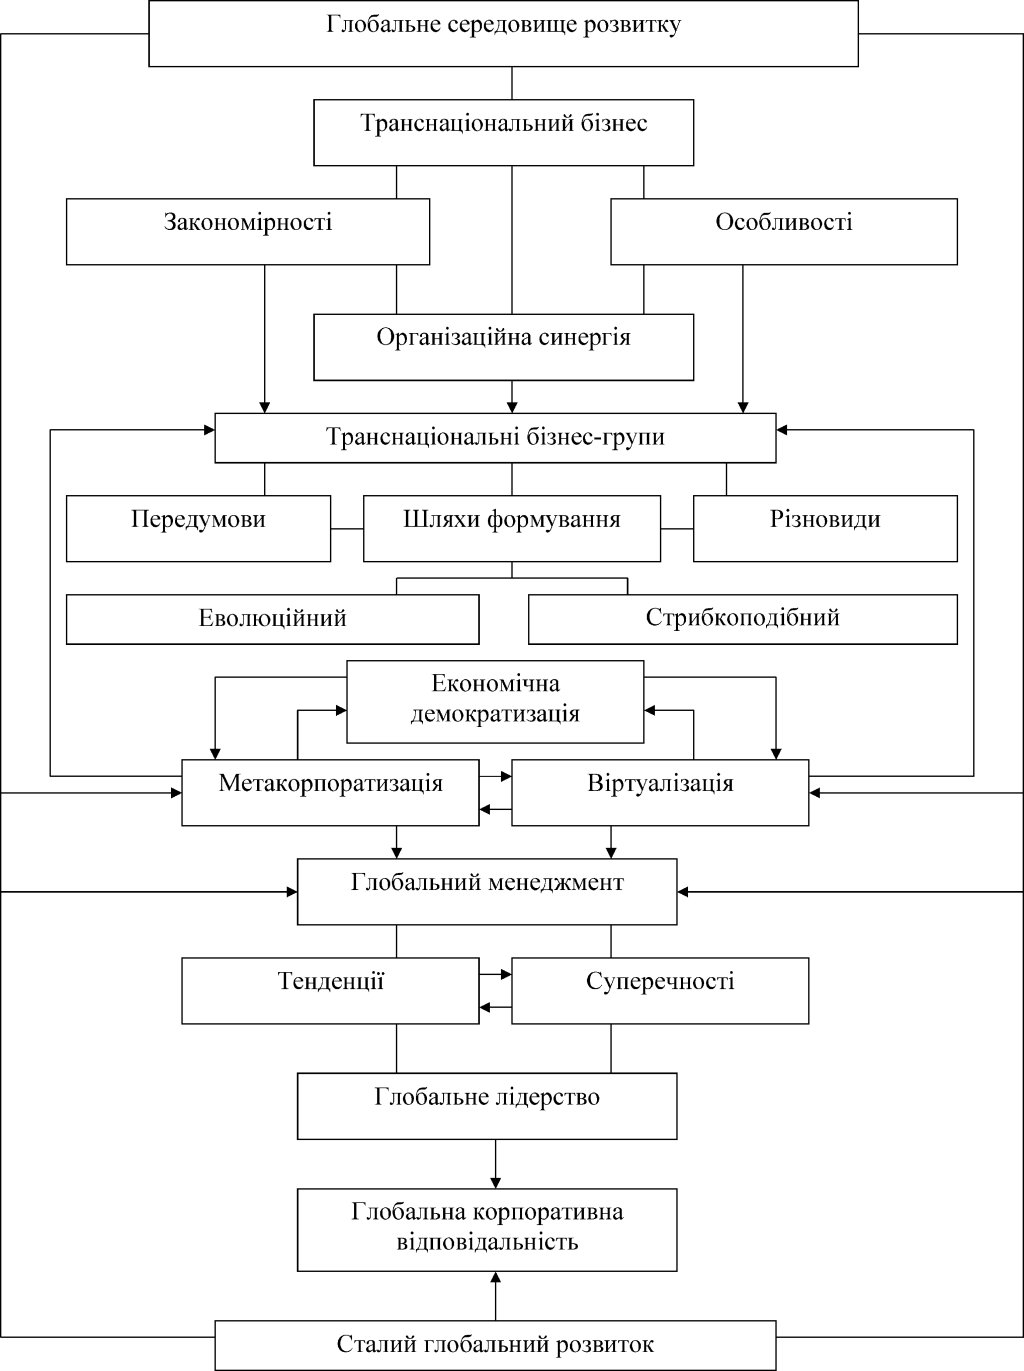 Глобальне середовище розвитку
Транснаціональний бізнес
Закономірності
Особливості
Організаційна синергія
Транснаціональні бізнес-групи
Передумови
Шляхи формування
Різновиди
Еволюційний
Стрибкоподібний
Економічна
демократизація
Метакорпоратизація
Віртуалізація
Глобальний менеджмент
Тенденції
Суперечності
Глобальне лідерство
Глобальна корпоративна
відповідальність
Сталий глобальний розвиток